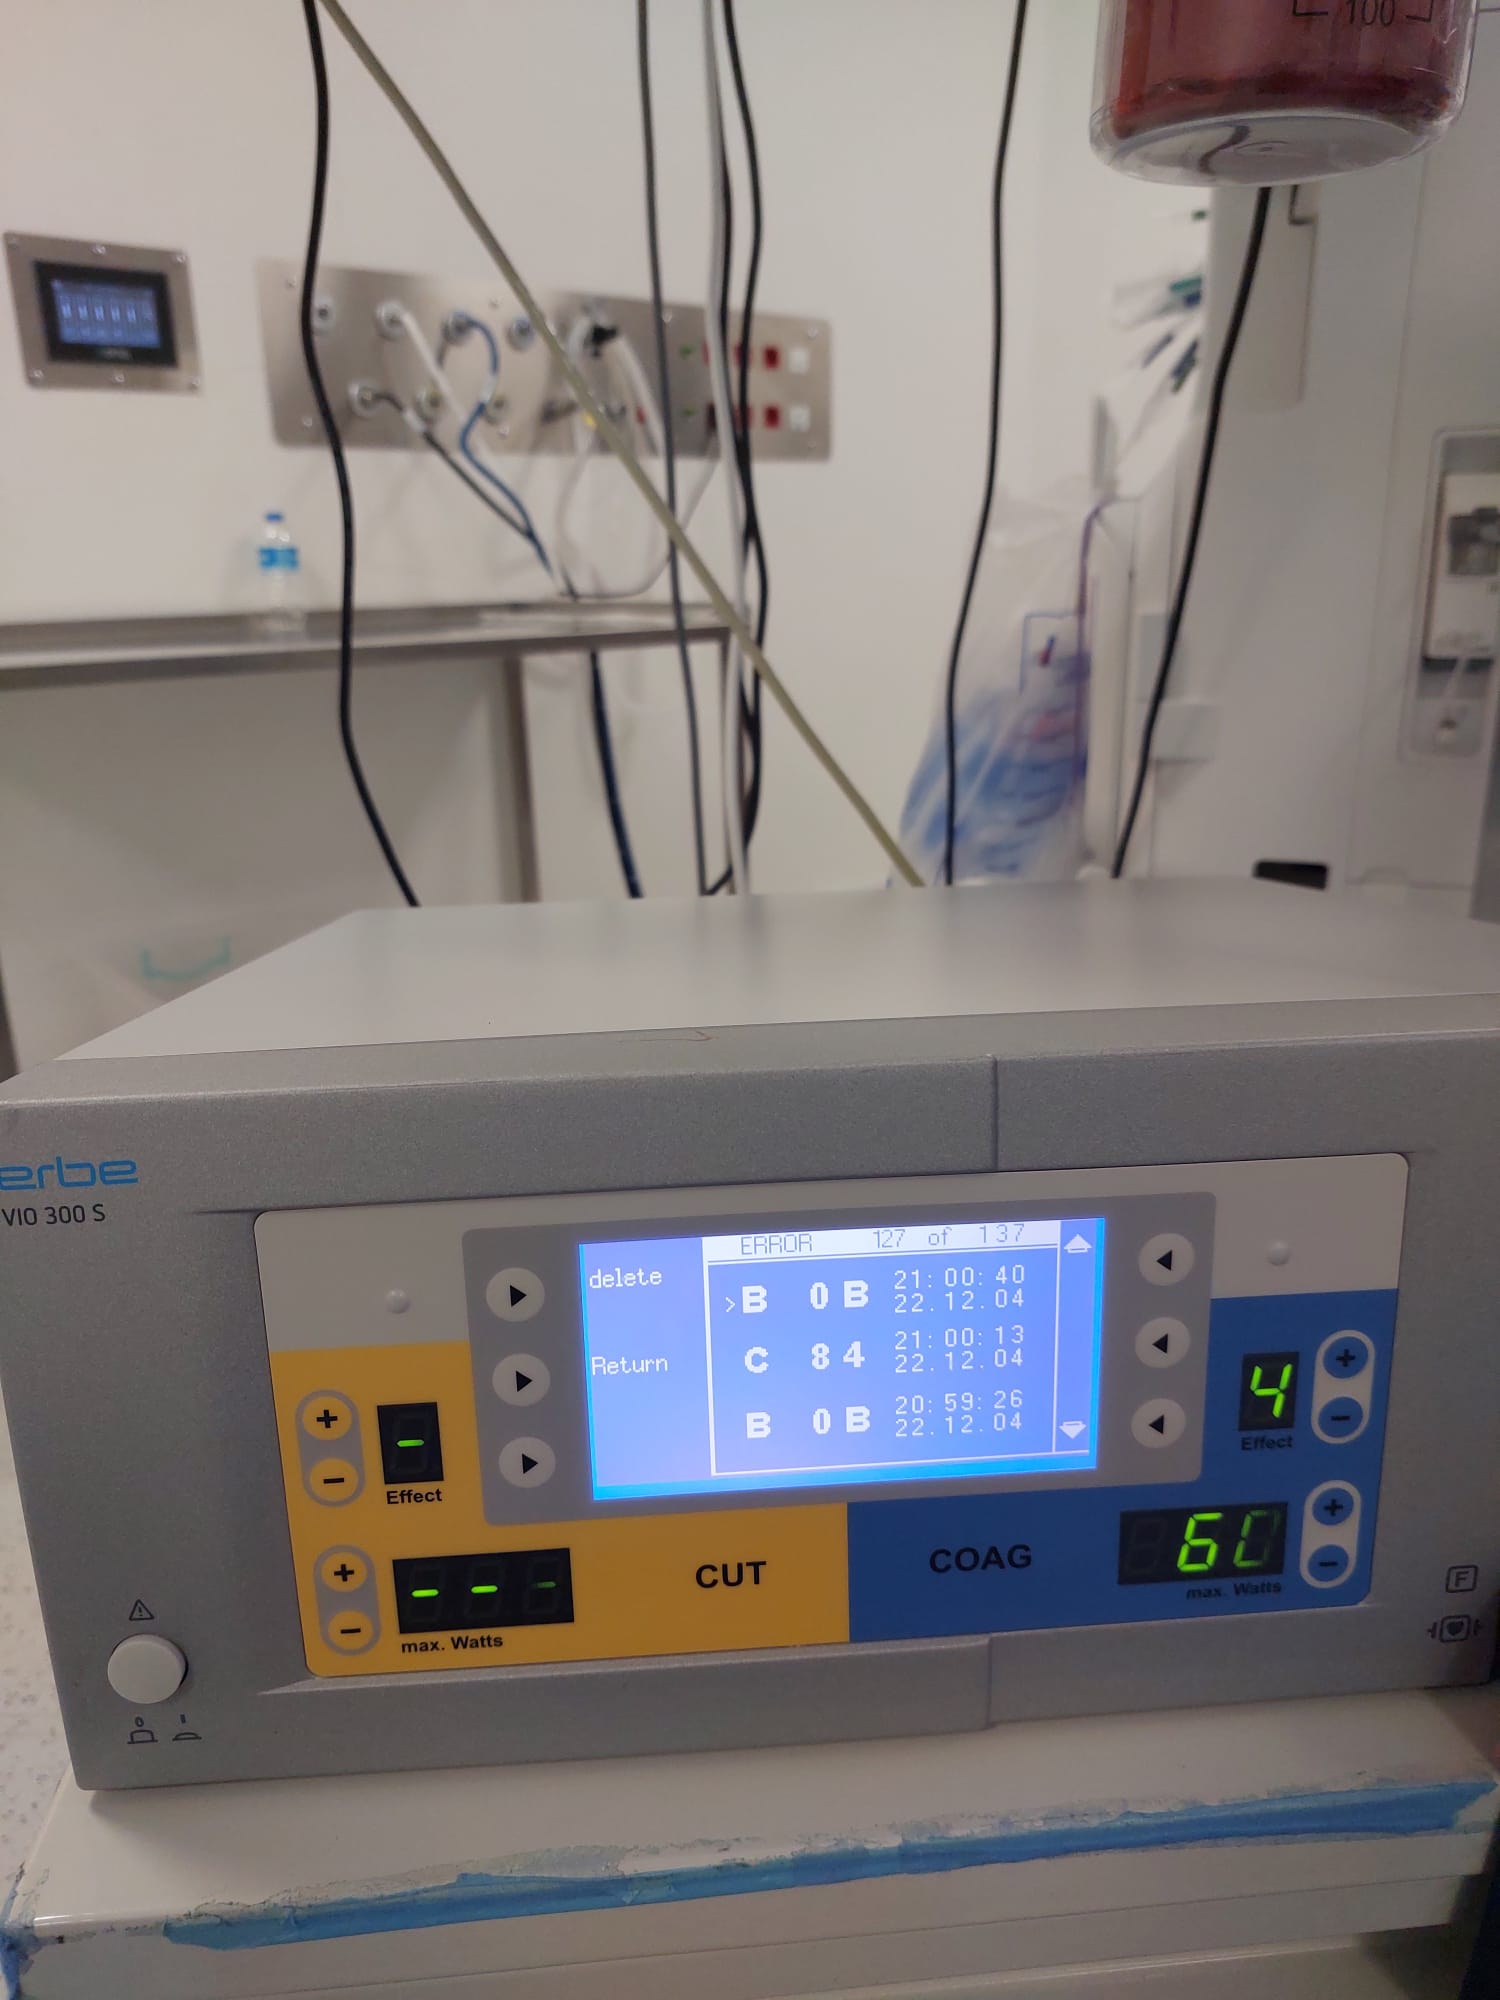 100
erbe
VIO 300 S
ERROR 127 of 137
delete
>B 0B 21:00:40
22.12.04
C 84 21:00:13
22.12.04
Return
B 0B 20:59:26
22.12.04
+
-
-
Effect
+
-
---
max. Watts
CUT
COAG
4
Effect
+
-
60
max. Watts
+
-
F
0 I